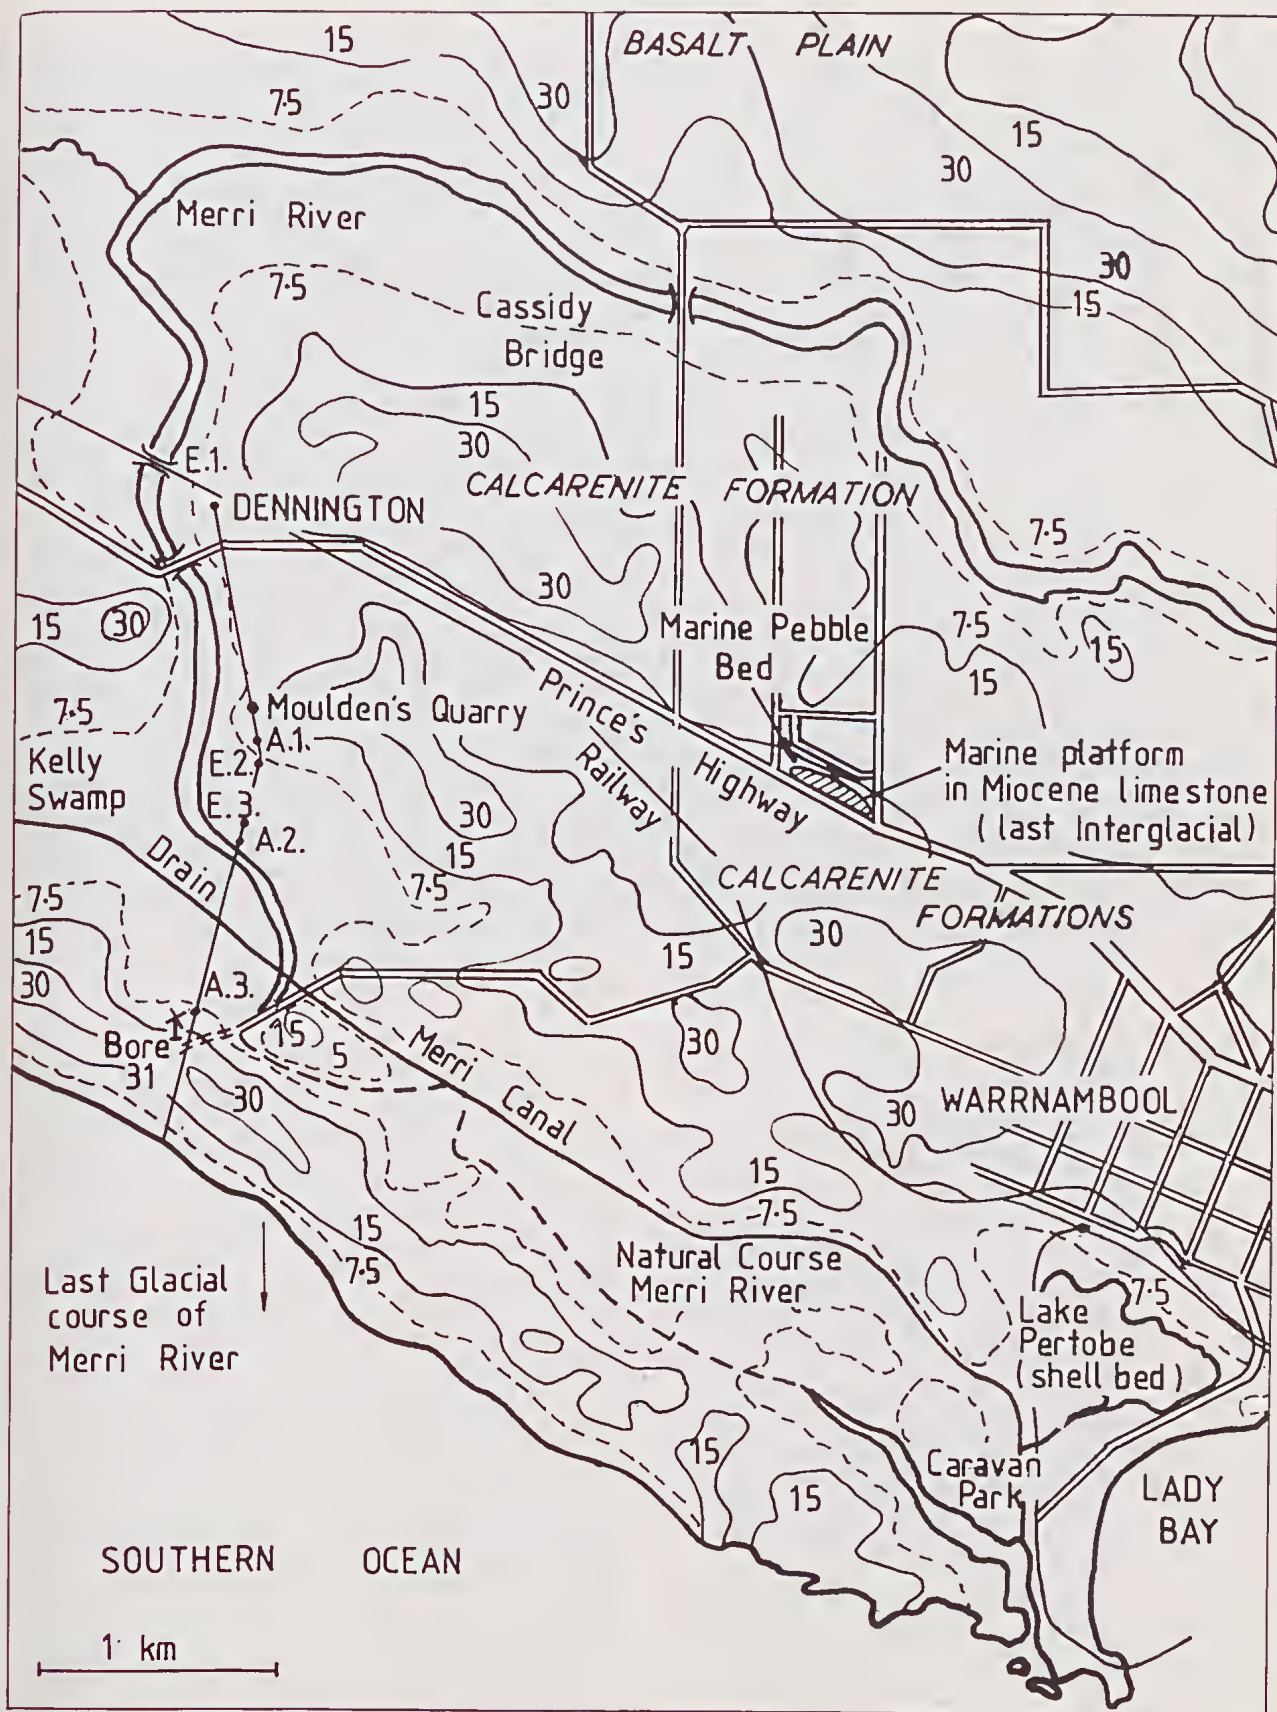 15
BASALT PLAIN
30
7·5
15
30
Merri River
30
15
7·5
Cassidy
Bridge
15
30
E.1.
CALCARENITE FORMATION
DENNINGTON
7·5
30
15
30
Marine Pebble
Bed
7·5
15
15
Prince's
Highway
7·5
Moulden's Quarry
A.1.
Railway
Kelly
Swamp
E.2.
Marine platform
in Miocene limestone
(last Interglacial)
E.3.
30
A.2.
15
Drain
CALCARENITE
FORMATIONS
7·5
7·5
30
15
15
30
A.3.
Bore
15
5
Merri
Canal
30
31
30
30
WARRNAMBOOL
15
7·5
15
7·5
Natural Course
Merri River
Last Glacial
course of
Merri River
7·5
Lake
Pertobe
(shell bed)
15
15
Caravan
Park
LADY
BAY
SOUTHERN OCEAN
1 km